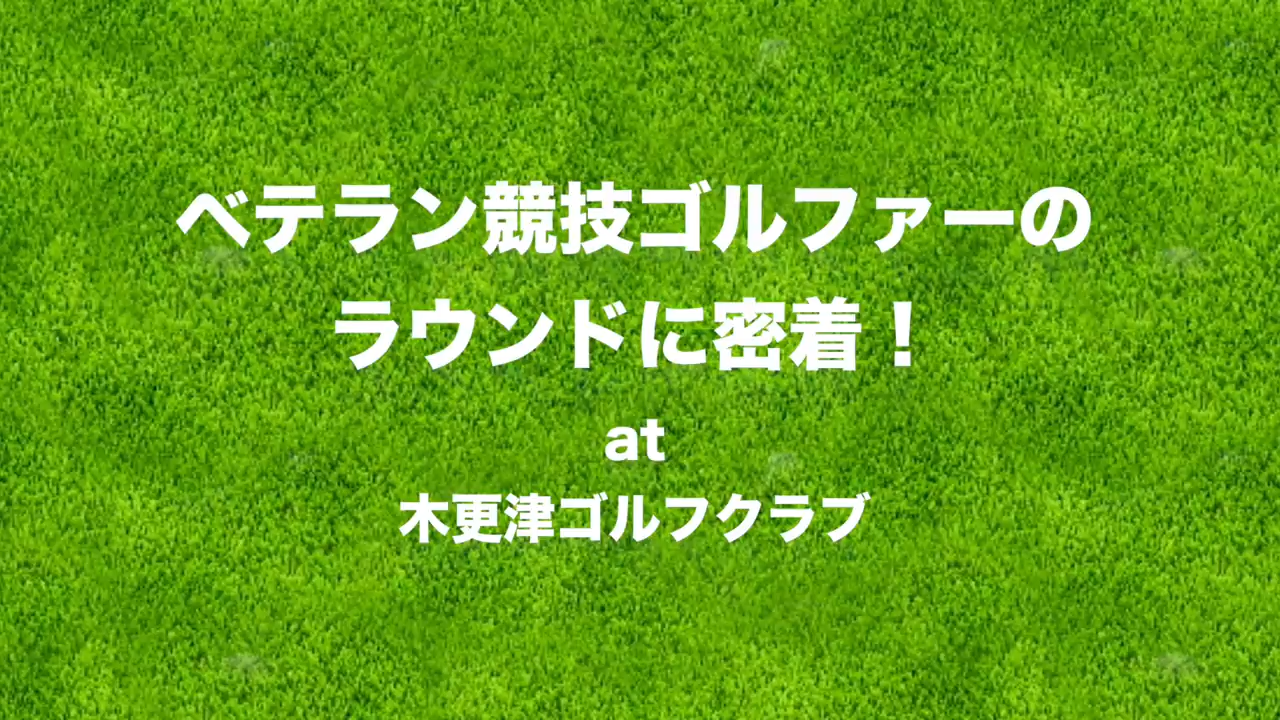 ベテラン競技ゴルファーの
ラウンドに密着！
at
木更津ゴルフクラブ